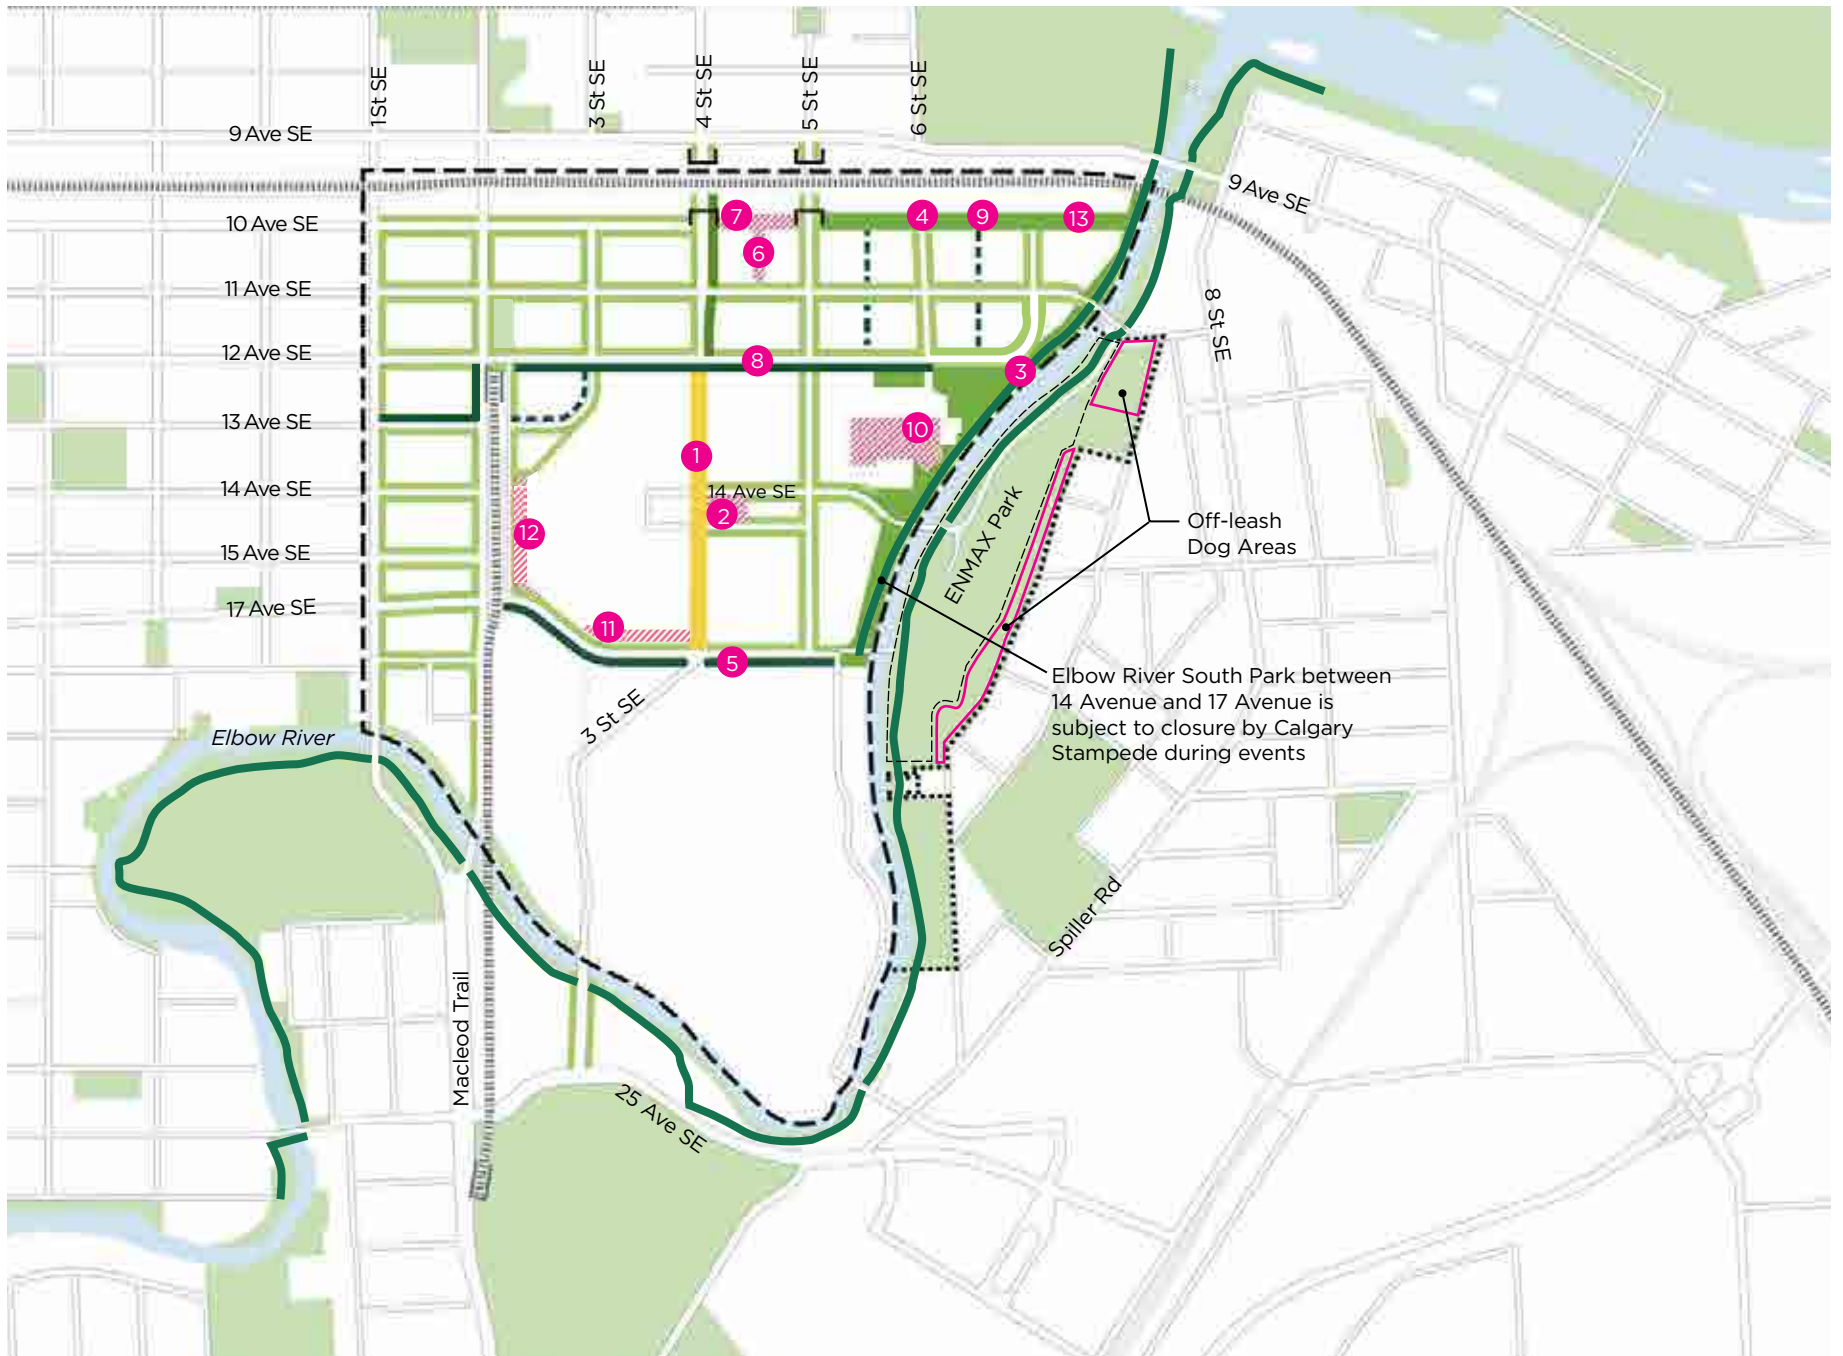 1St SE
3 St SE
4 St SE
5 St SE
6 St SE
9 Ave SE
9 Ave SE
10 Ave SE
7
4
9
13
6
11 Ave SE
8 St SE
12 Ave SE
8
3
13 Ave SE
10
1
14 Ave SE
14 Ave SE
2
12
ENMAX Park
Off-leash
Dog Areas
15 Ave SE
17 Ave SE
11
5
Elbow River South Park between
14 Avenue and 17 Avenue is
subject to closure by Calgary
Stampede during events
3 St SE
Elbow River
Spiller Rd
Macleod Trail
25 Ave SE